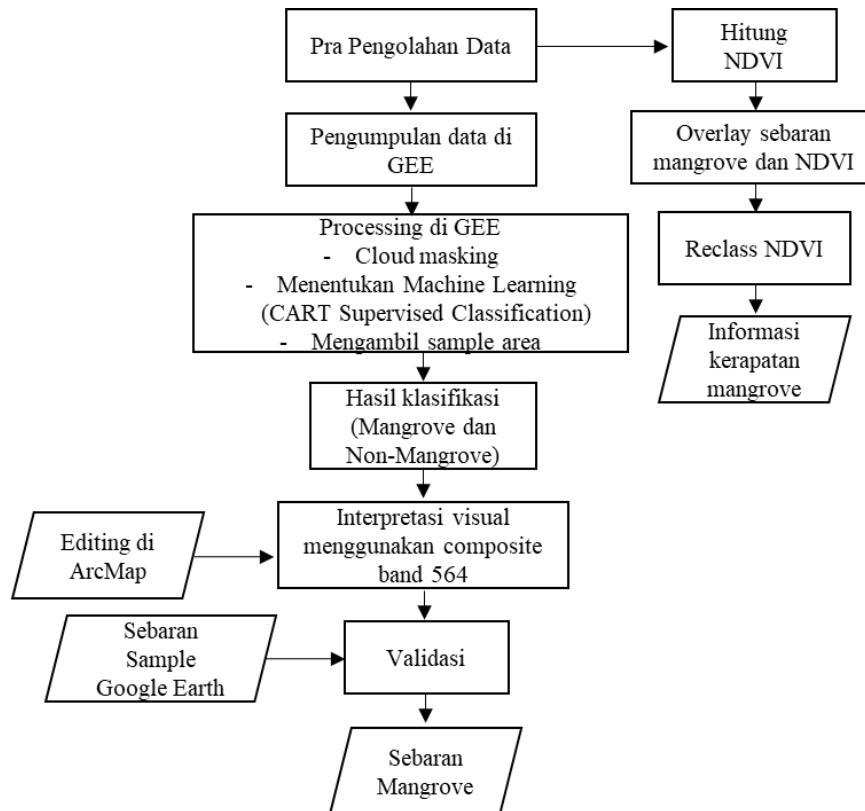 Pra Pengolahan Data
Hitung
NDVI
Pengumpulan data di
GEE
Overlay sebaran
mangrove dan NDVI
Processing di GEE
- Cloud masking
- Menentukan Machine Learning
(CART Supervised Classification)
- Mengambil sample area
Reclass NDVI
Informasi
kerapatan
mangrove
Hasil klasifikasi
(Mangrove dan
Non-Mangrove)
Editing di
ArcMap
Interpretasi visual
menggunakan composite
band 564
Sebaran
Sample
Google Earth
Validasi
Sebaran
Mangrove